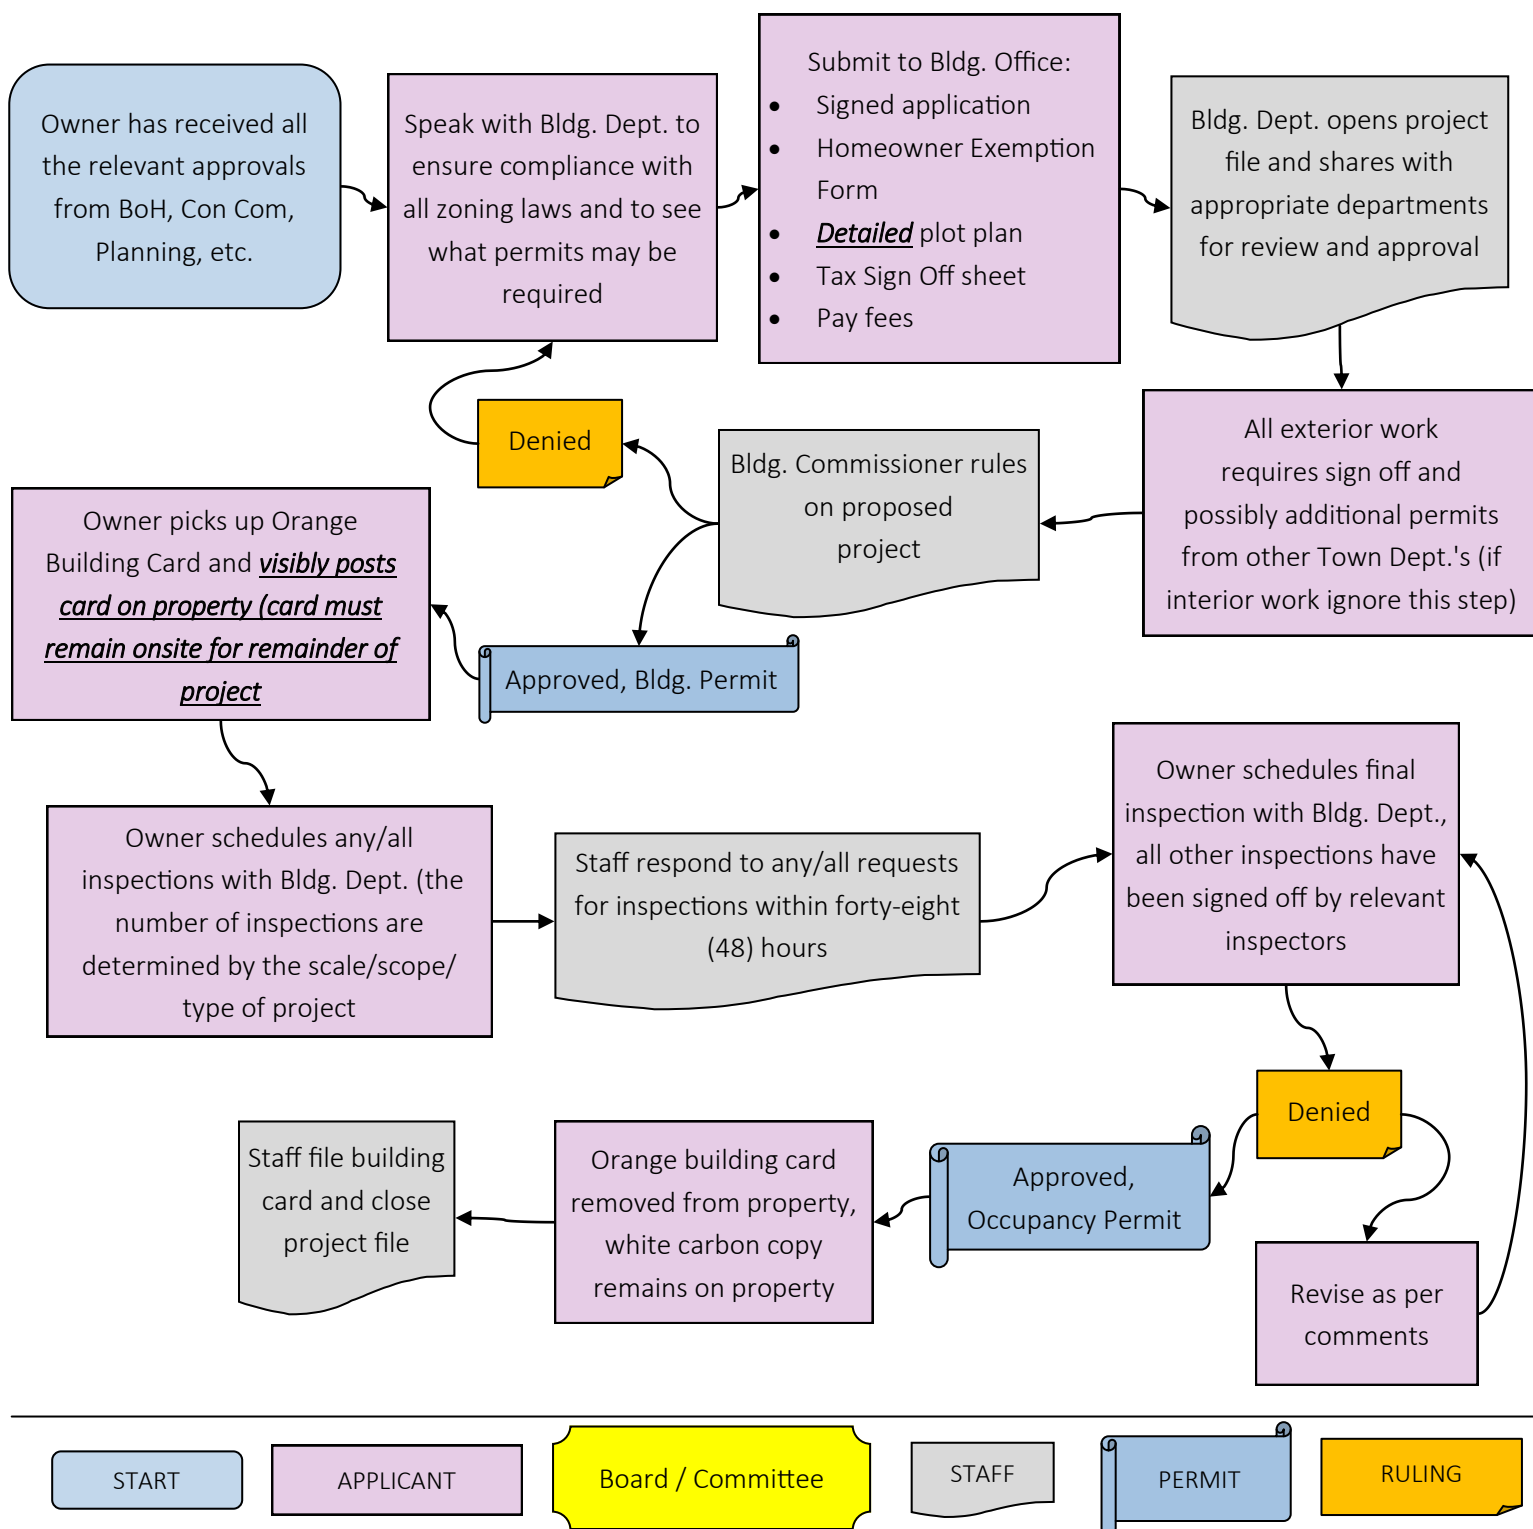 Owner has received all
the relevant approvals
from BoH, Con Com,
Planning, etc.
Speak with Bldg. Dept. to
ensure compliance with
all zoning laws and to see
what permits may be
required
Submit to Bldg. Office:
• Signed application
• Homeowner Exemption
Form
• Detailed plot plan
• Tax Sign Off sheet
• Pay fees
Bldg. Dept. opens project
file and shares with
appropriate departments
for review and approval
All exterior work
requires sign off and
possibly additional permits
from other Town Dept.'s (if
interior work ignore this step)
Bldg. Commissioner rules
on proposed
project
Denied
Approved, Bldg. Permit
Owner picks up Orange
Building Card and visibly posts
card on property (card must
remain onsite for remainder of
project
Owner schedules any/all
inspections with Bldg. Dept. (the
number of inspections are
determined by the scale/scope/
type of project
Staff respond to any/all requests
for inspections within forty-eight
(48) hours
Owner schedules final
inspection with Bldg. Dept.,
all other inspections have
been signed off by relevant
inspectors
Denied
Revise as per
comments
Approved,
Occupancy Permit
Orange building card
removed from property,
white carbon copy
remains on property
Staff file building
card and close
project file
START
APPLICANT
Board / Committee
STAFF
PERMIT
RULING